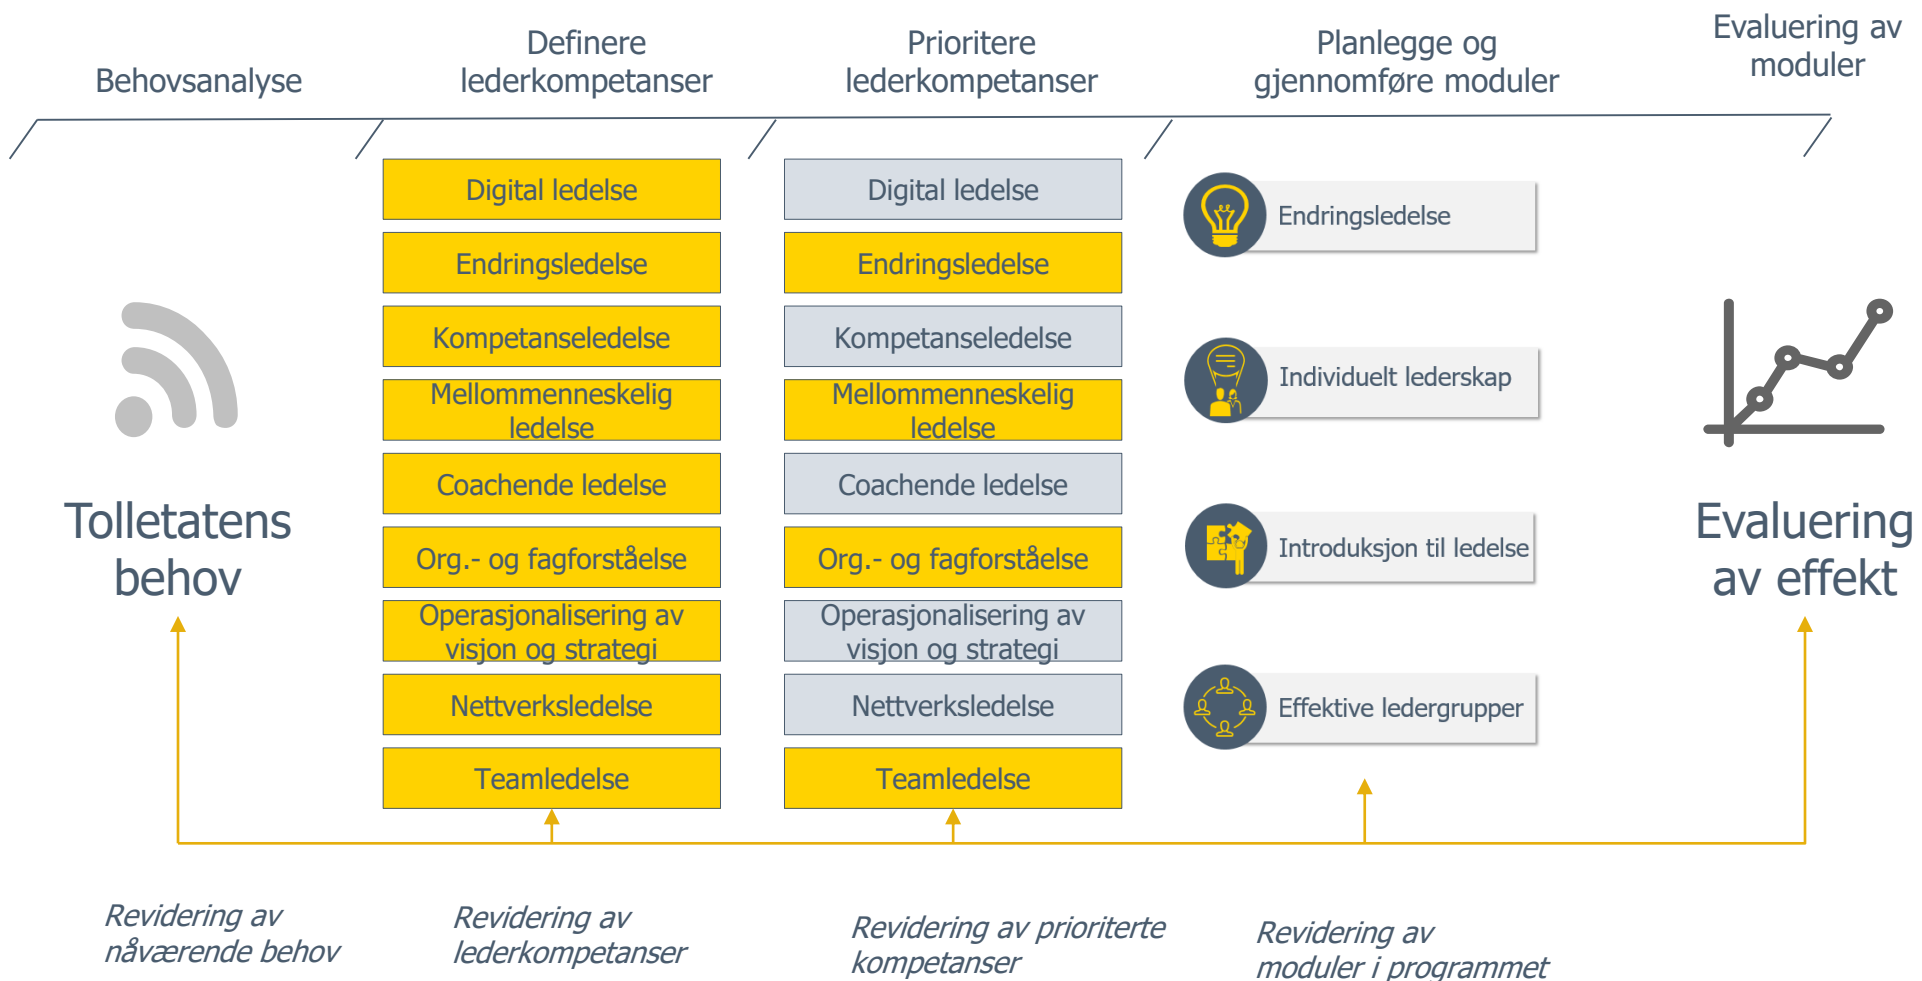 Behovsanalyse
Definere
lederkompetanser
Prioritere
lederkompetanser
Planlegge og
gjennomføre moduler
Evaluering av
moduler
Tolletatens
behov
Digital ledelse
Endringsledelse
Kompetanseledelse
Mellommenneskelig
ledelse
Coachende ledelse
Org.- og fagforståelse
Operasjonalisering av
visjon og strategi
Nettverksledelse
Teamledelse
Digital ledelse
Endringsledelse
Kompetanseledelse
Mellommenneskelig
ledelse
Coachende ledelse
Org.- og fagforståelse
Operasjonalisering av
visjon og strategi
Nettverksledelse
Teamledelse
Endringsledelse
Individuelt lederskap
Introduksjon til ledelse
Effektive ledergrupper
Evaluering
av effekt
Revidering av
nåværende behov
Revidering av
lederkompetanser
Revidering av prioriterte
kompetanser
Revidering av
moduler i programmet